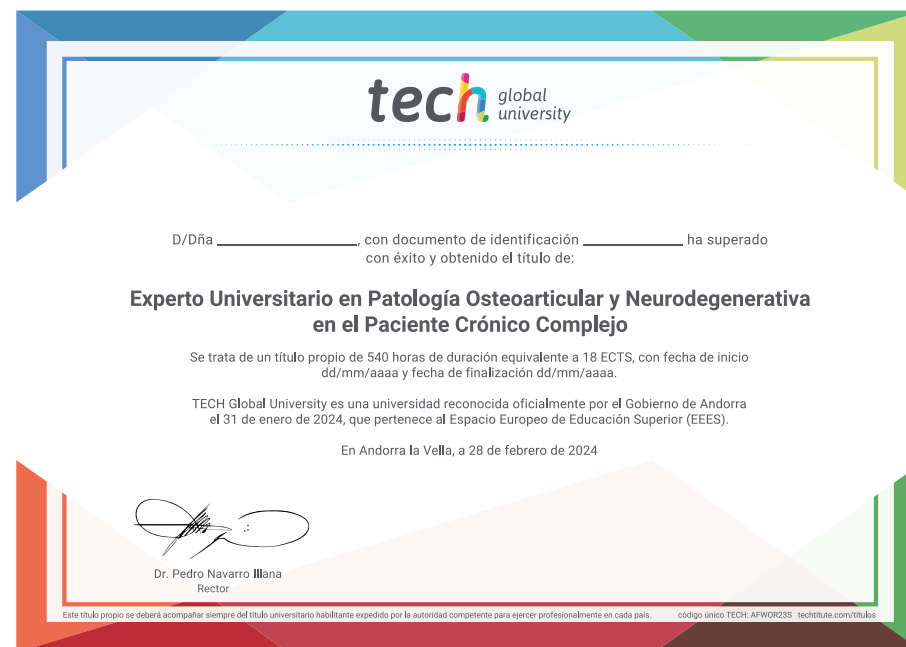 tech global university
D/Dña ____________________, con documento de identificación ______________ ha superado
con éxito y obtenido el título de:
Experto Universitario en Patología Osteoarticular y Neurodegenerativa
en el Paciente Crónico Complejo
Se trata de un título propio de 540 horas de duración equivalente a 18 ECTS, con fecha de inicio
dd/mm/aaaa y fecha de finalización dd/mm/aaaa.
TECH Global University es una universidad reconocida oficialmente por el Gobierno de Andorra
el 31 de enero de 2024, que pertenece al Espacio Europeo de Educación Superior (EEES).
En Andorra la Vella, a 28 de febrero de 2024
Dr. Pedro Navarro Illana
Rector
Este título propio se deberá acompañar siempre del título universitario habilitante expedido por la autoridad competente para ejercer profesionalmente en cada país. código único TECH: AFWOR23S techtitute.com/titulos